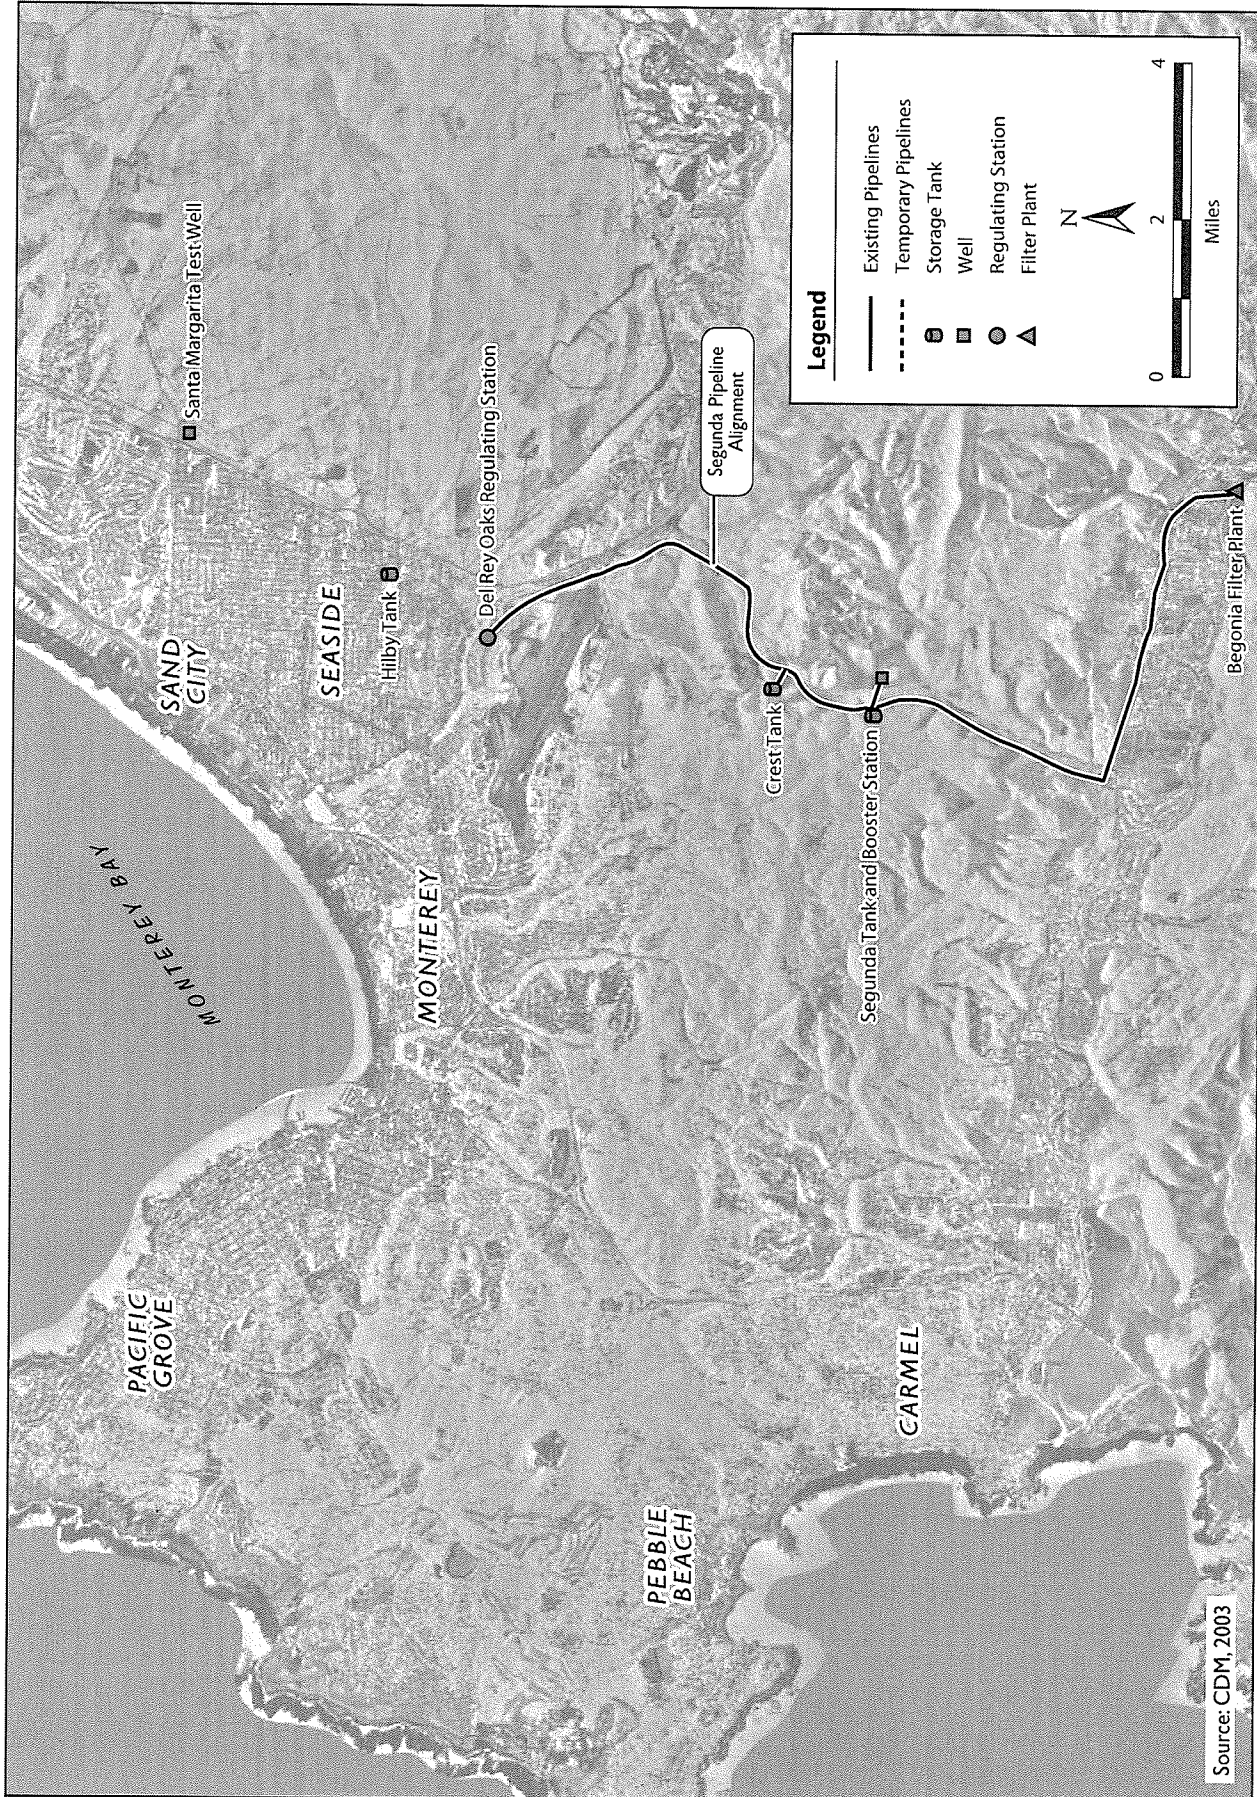 MONTEREY BAY
PACIFIC
GROVE
SAND
CITY
SEASIDE
MONTEREY
PEBBLE
BEACH
CARMEL
Santa Margarita Test Well
Hilby Tank
Del Rey Oaks Regulating Station
Segunda Pipeline
Alignment
Crest Tank
Segunda Tank and Booster Station
Begonia Filter Plant
Legend
Existing Pipelines
Temporary Pipelines
Storage Tank
Well
Regulating Station
Filter Plant
N
0 2 4
Miles
Source: CDM, 2003